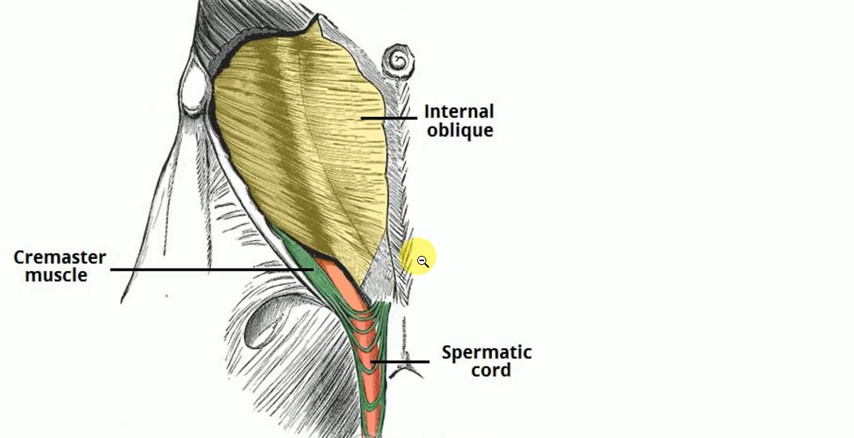 Internal
oblique
Cremaster
muscle
Spermatic
cord